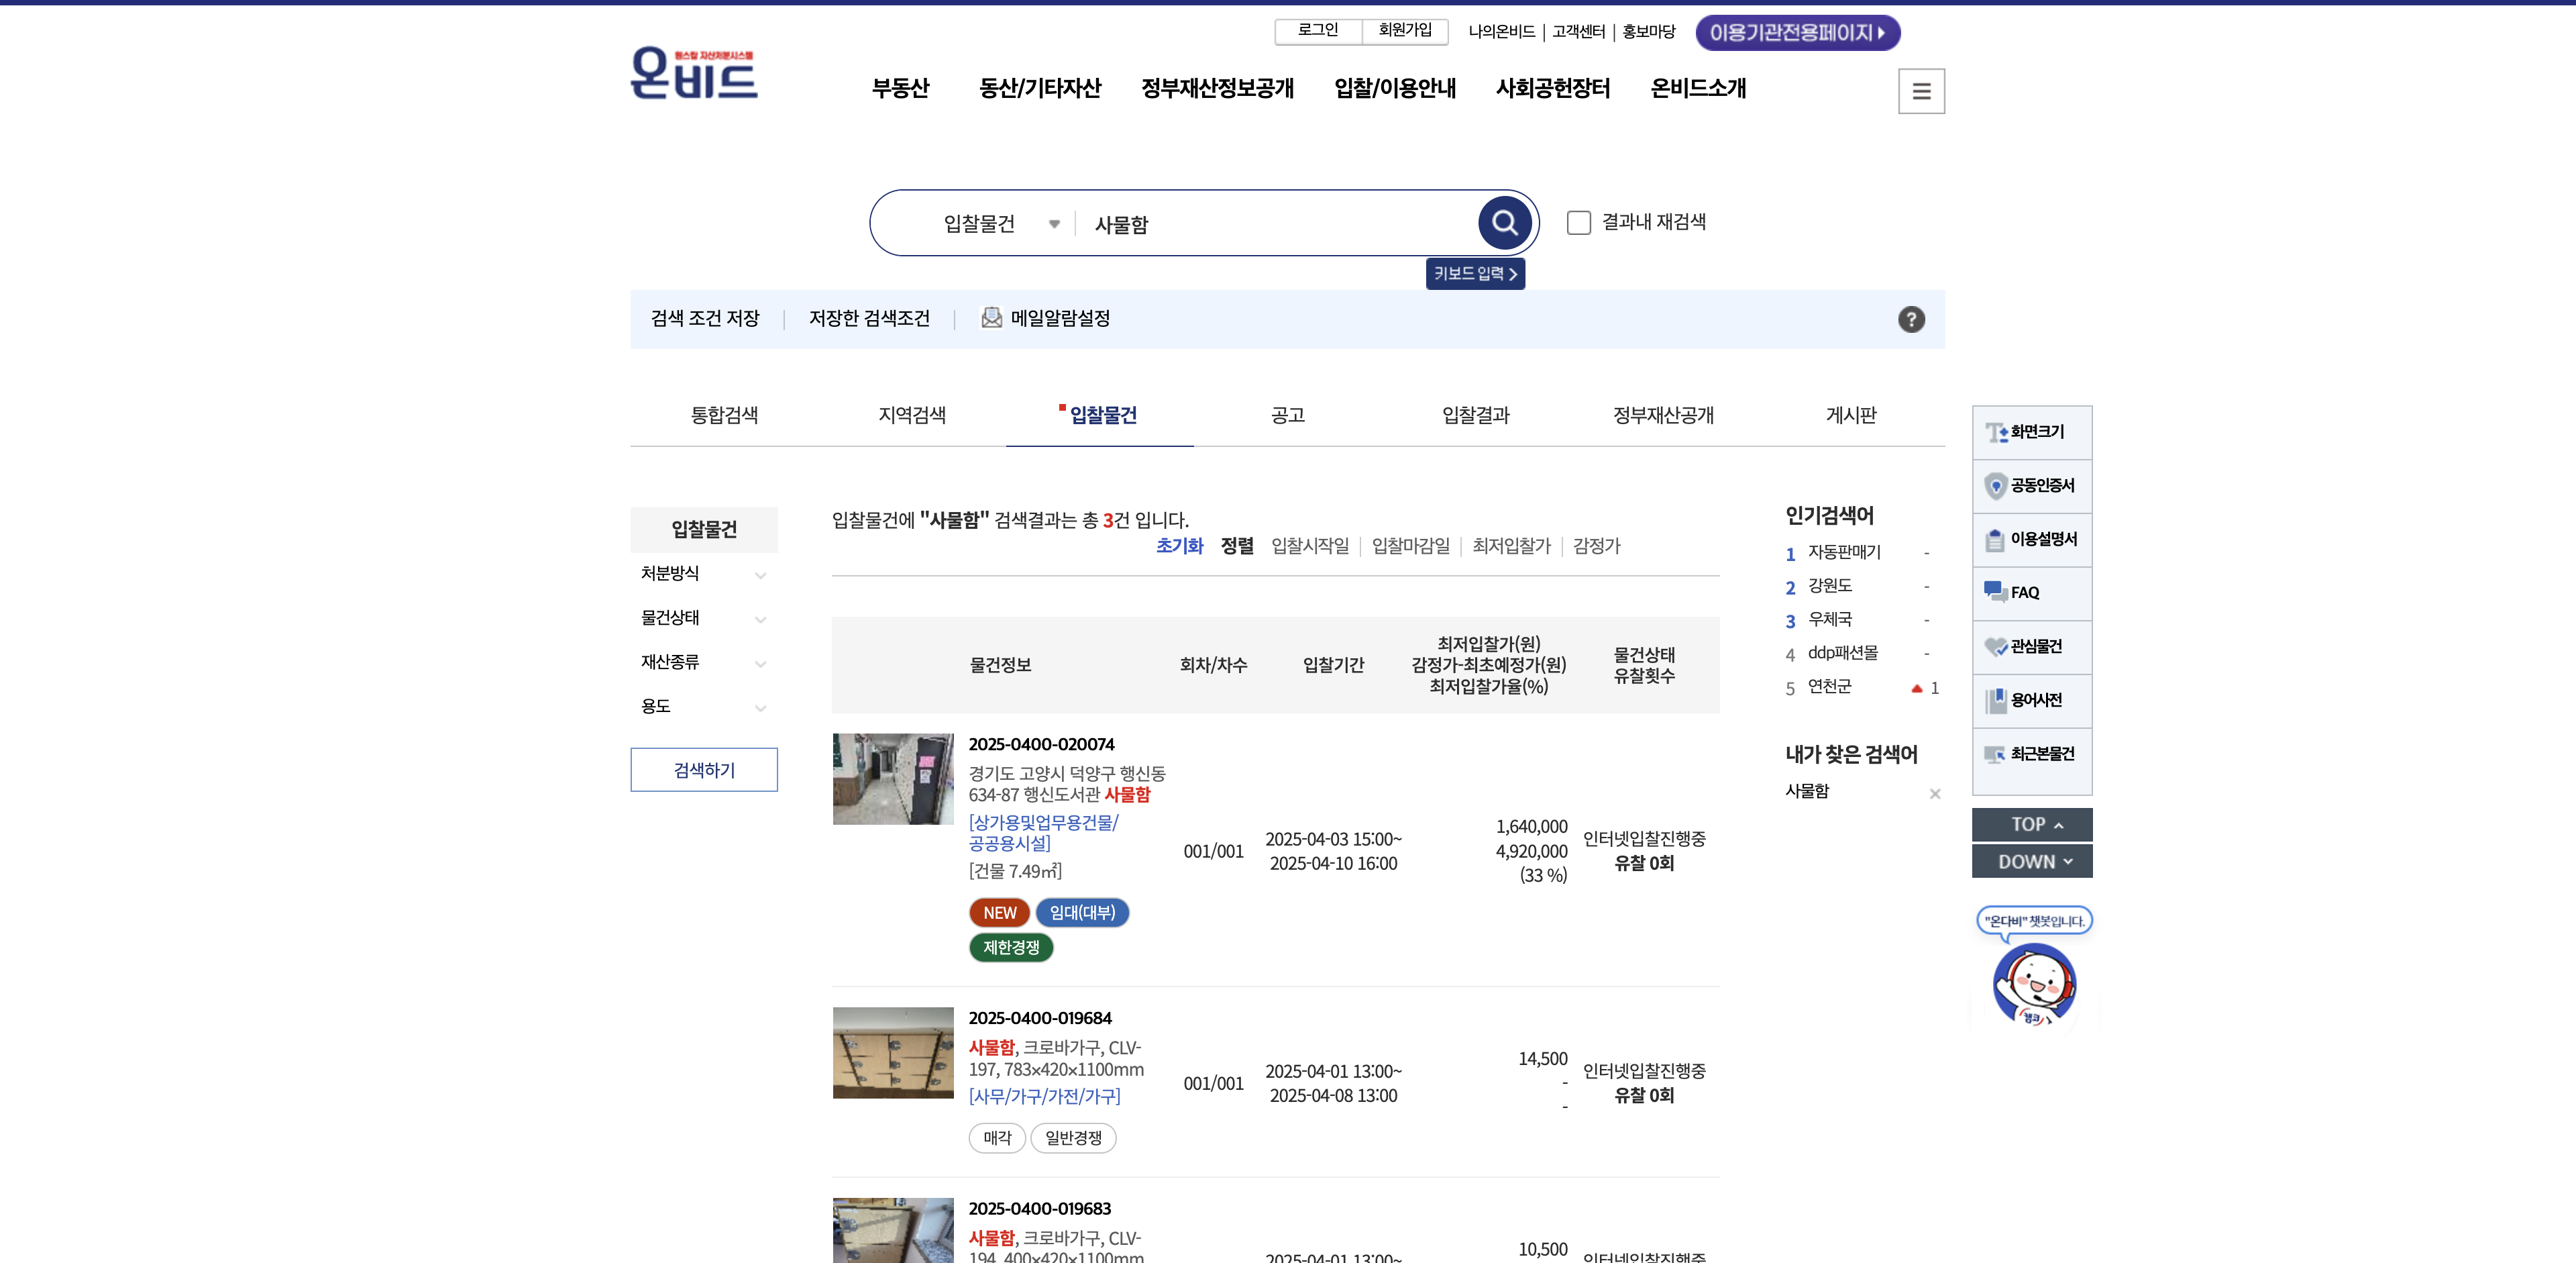 로그인 회원가입 나의온비드 고객센터 홍보마당 이용기관전용페이지
원스톱 자산처분시스템
온비드
부동산 동산/기타자산 정부재산정보공개 입찰/이용안내 사회공헌장터 온비드소개
입찰물건 사물함 결과내 재검색
키보드 입력 >
검색 조건 저장 저장한 검색조건 메일알람설정 ?
통합검색 지역검색 입찰물건 공고 입찰결과 정부재산공개 게시판
입찰물건
처분방식
물건상태
재산종류
용도
검색하기
입찰물건에 "사물함" 검색결과는 총 3건 입니다.
초기화 정렬 입찰시작일 입찰마감일 최저입찰가 감정가
물건정보 회차/차수 입찰기간 최저입찰가(원)
감정가-최초예정가(원)
최저입찰가율(%)
물건상태
유찰횟수
2025-0400-020074
경기도 고양시 덕양구 행신동
634-87 행신도서관 사물함
[상가용및업무용건물/
공공용시설]
[건물 7.49㎡]
NEW 임대(대부)
제한경쟁
001/001
2025-04-03 15:00~
2025-04-10 16:00
1,640,000
4,920,000
(33 %)
인터넷입찰진행중
유찰 0회
2025-0400-019684
사물함, 크로바가구, CLV-
197, 783×420×1100mm
[사무/가구/가전/가구]
매각 일반경쟁
001/001
2025-04-01 13:00~
2025-04-08 13:00
14,500
-
-
인터넷입찰진행중
유찰 0회
2025-0400-019683
사물함, 크로바가구, CLV-
194, 400×420×1100mm
2025-04-01 13:00~
10,500
인터넷입찰진행중
인기검색어
1 자동판매기 -
2 강원도 -
3 우체국 -
4 ddp패션몰 -
5 연천군 1
내가 찾은 검색어
사물함 ×
화면크기
공동인증서
이용설명서
FAQ
관심물건
용어사전
최근본물건
TOP
DOWN
"온다비" 챗봇입니다.
캠코